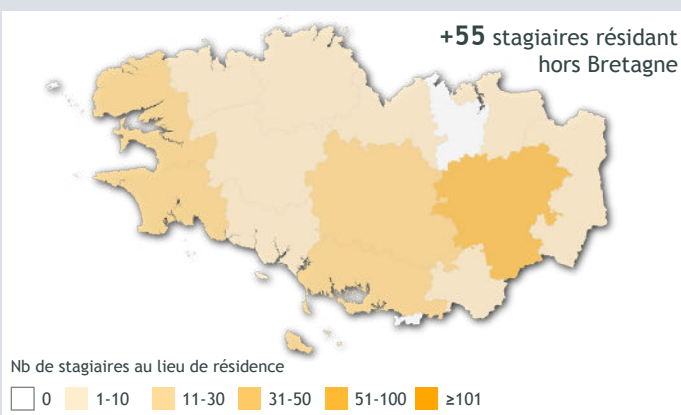 +55 stagiaires résidant
hors Bretagne
Nb de stagiaires au lieu de résidence
0 1-10 11-30 31-50 51-100 ≥101